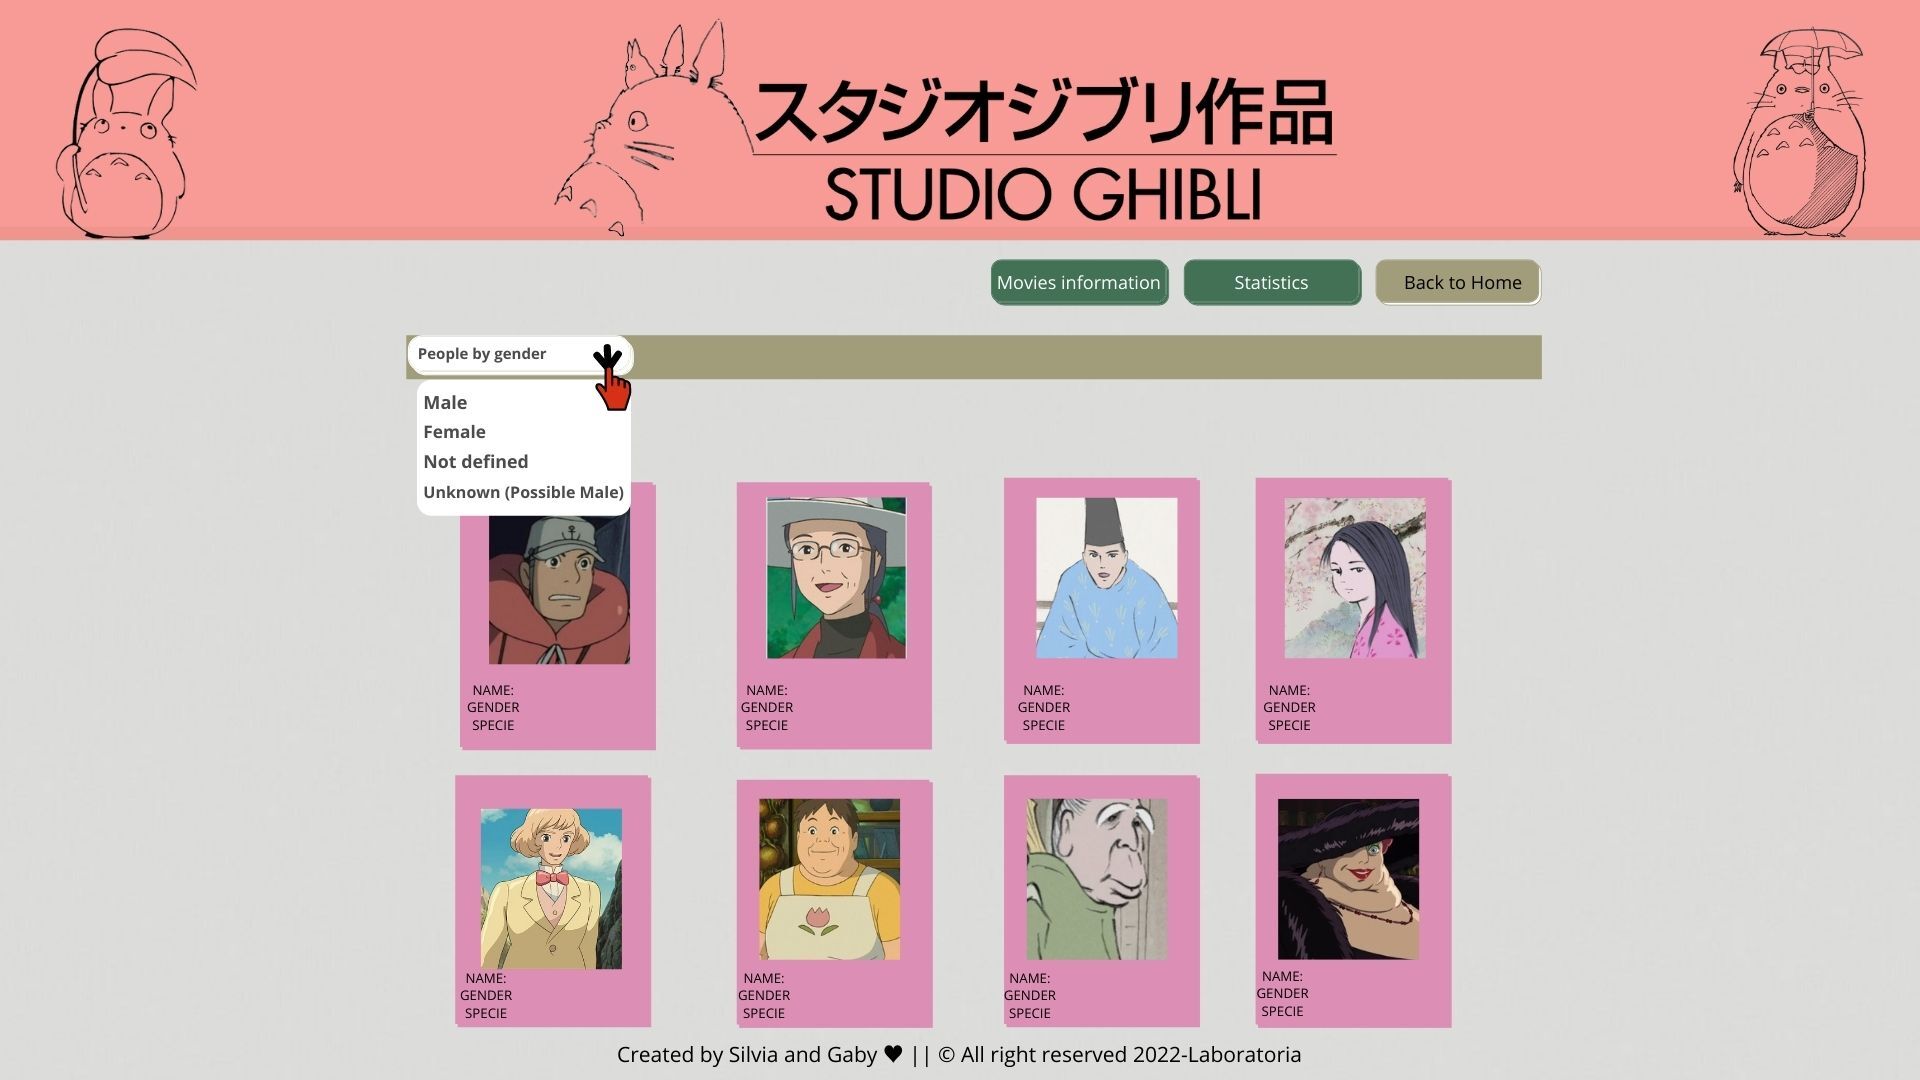 スタジオジブリ作品
STUDIO GHIBLI
Movies information
Statistics
Back to Home
People by gender
Male
Female
Not defined
Unknown (Possible Male)
NAME:
GENDER
SPECIE
NAME:
GENDER
SPECIE
NAME:
GENDER
SPECIE
NAME:
GENDER
SPECIE
NAME:
GENDER
SPECIE
NAME:
GENDER
SPECIE
NAME:
GENDER
SPECIE
NAME:
GENDER
SPECIE
Created by Silvia and Gaby ♥ || © All right reserved 2022-Laboratoria